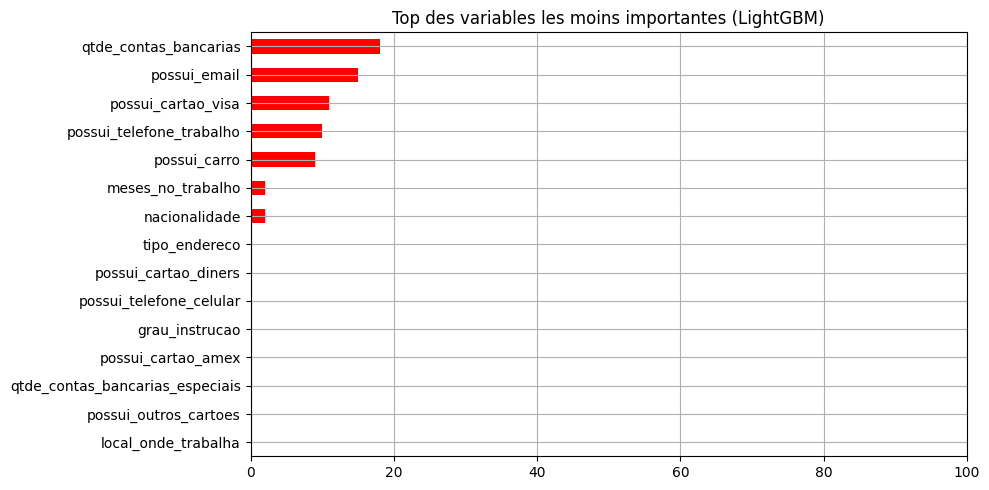 Top des variables les moins importantes (LightGBM)
qtde_contas_bancarias
possui_email
possui_cartao_visa
possui_telefone_trabalho
possui_carro
meses_no_trabalho
nacionalidade
tipo_endereco
possui_cartao_diners
possui_telefone_celular
grau_instrucao
possui_cartao_amex
qtde_contas_bancarias_especiais
possui_outros_cartoes
local_onde_trabalha
0 20 40 60 80 100